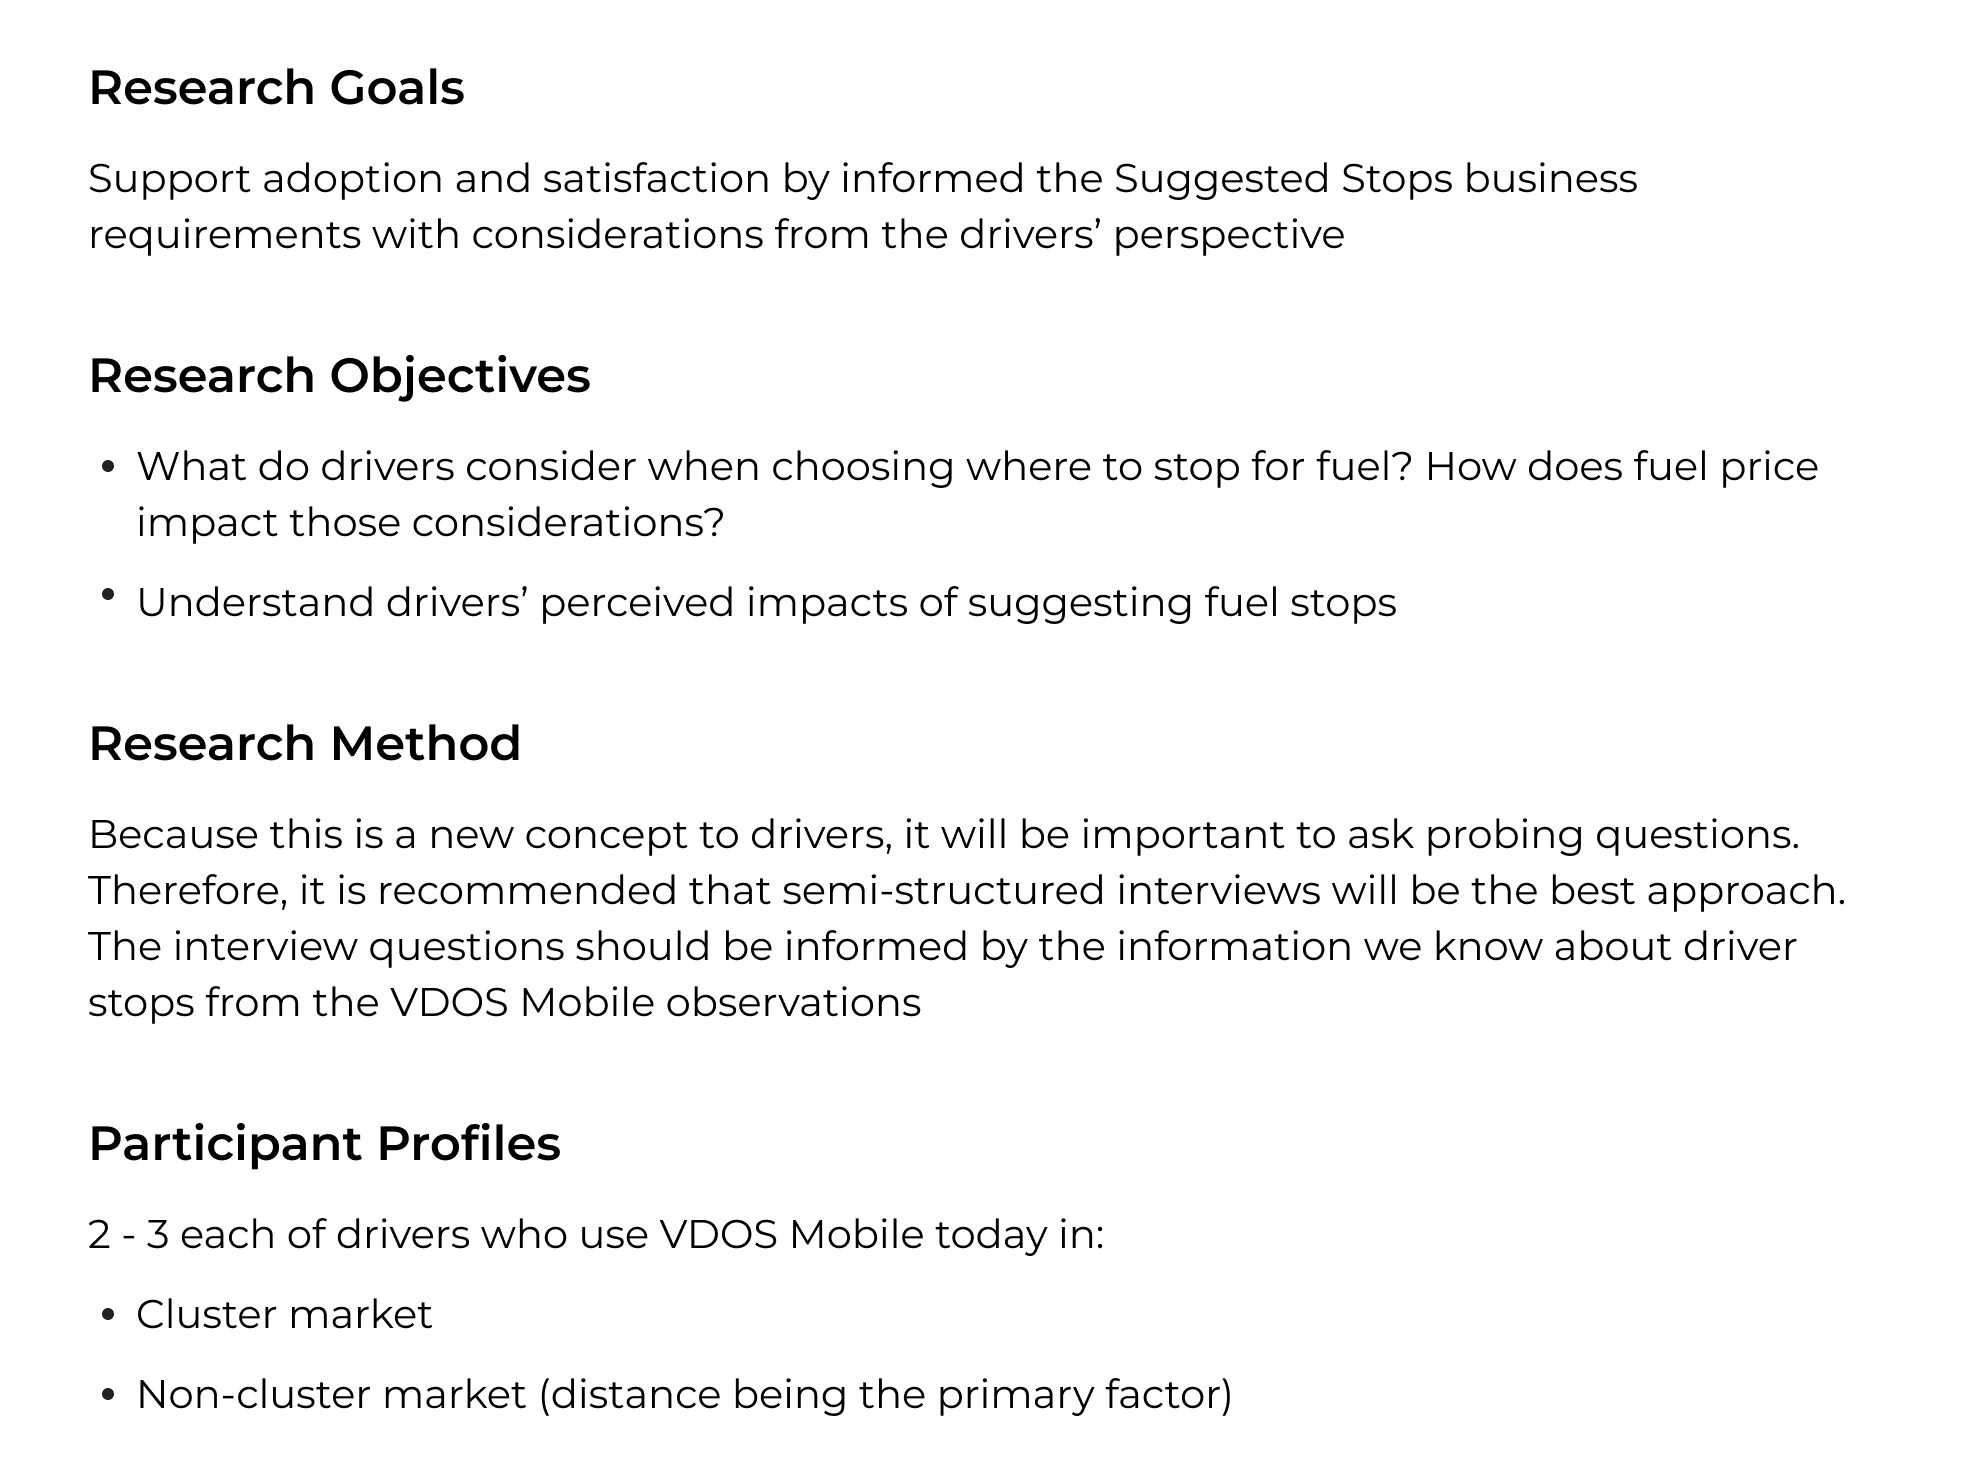 Research Goals
Support adoption and satisfaction by informed the Suggested Stops business
requirements with considerations from the drivers’ perspective
Research Objectives
• What do drivers consider when choosing where to stop for fuel? How does fuel price
impact those considerations?
• Understand drivers’ perceived impacts of suggesting fuel stops
Research Method
Because this is a new concept to drivers, it will be important to ask probing questions.
Therefore, it is recommended that semi-structured interviews will be the best approach.
The interview questions should be informed by the information we know about driver
stops from the VDOS Mobile observations
Participant Profiles
2 - 3 each of drivers who use VDOS Mobile today in:
• Cluster market
• Non-cluster market (distance being the primary factor)